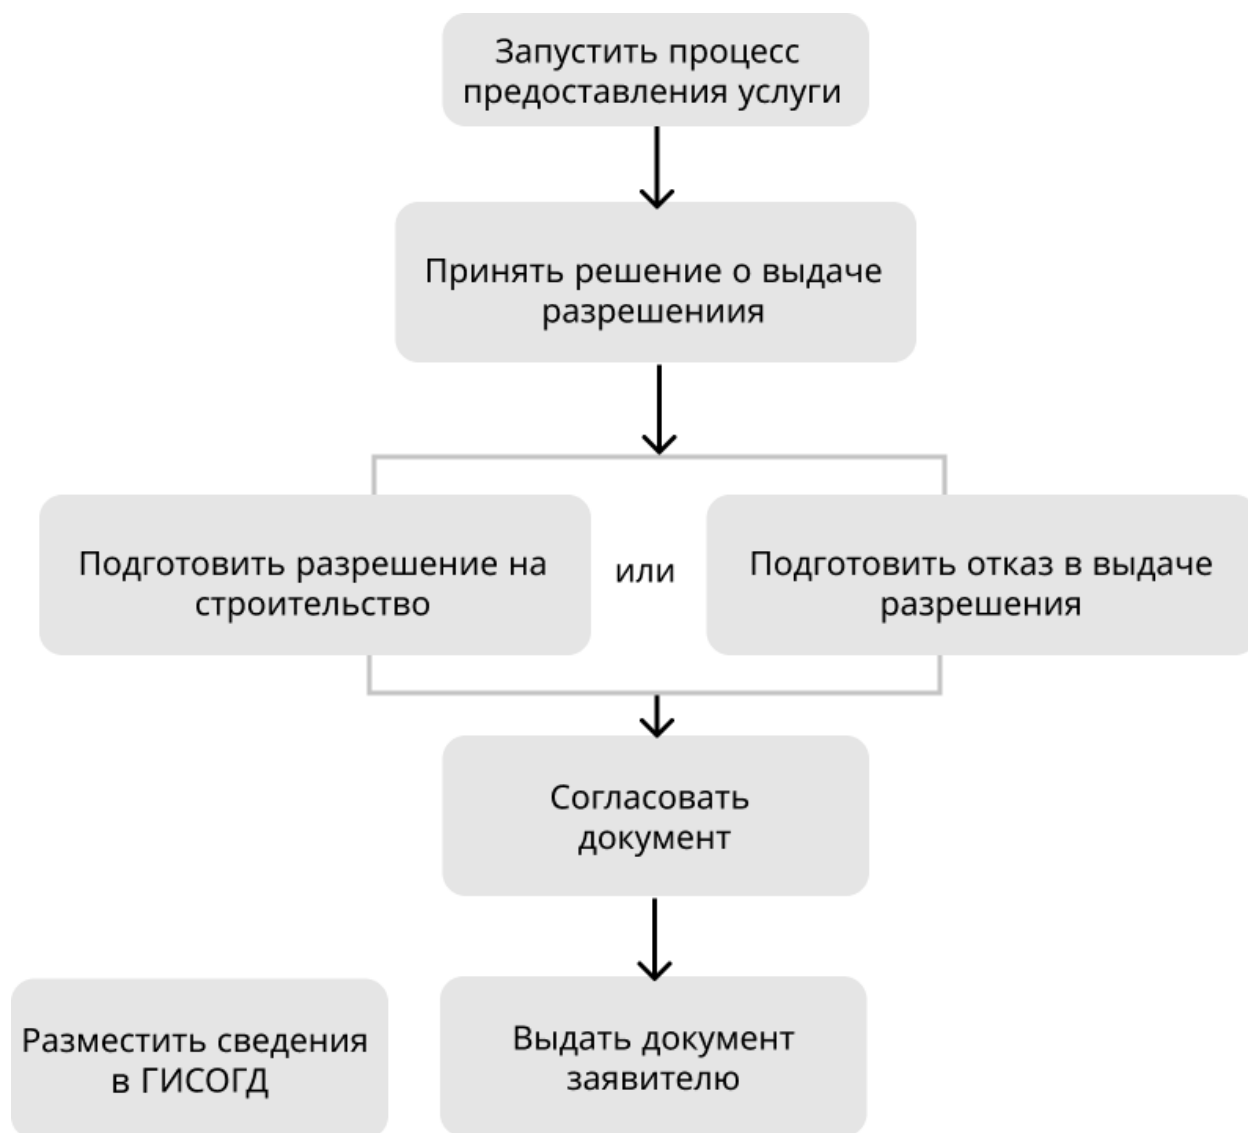 Запустить процесс
предоставления услуги
Принять решение о выдаче
разрешениия
Подготовить разрешение на
строительство
или
Подготовить отказ в выдаче
разрешения
Согласовать
документ
Разместить сведения
в ГИСОГД
Выдать документ
заявителю